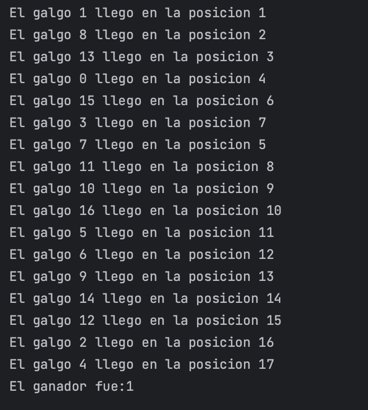 El galgo 1 llego en la posicion 1
El galgo 8 llego en la posicion 2
El galgo 13 llego en la posicion 3
El galgo 0 llego en la posicion 4
El galgo 15 llego en la posicion 6
El galgo 3 llego en la posicion 7
El galgo 7 llego en la posicion 5
El galgo 11 llego en la posicion 8
El galgo 10 llego en la posicion 9
El galgo 16 llego en la posicion 10
El galgo 5 llego en la posicion 11
El galgo 6 llego en la posicion 12
El galgo 9 llego en la posicion 13
El galgo 14 llego en la posicion 14
El galgo 12 llego en la posicion 15
El galgo 2 llego en la posicion 16
El galgo 4 llego en la posicion 17
El ganador fue:1